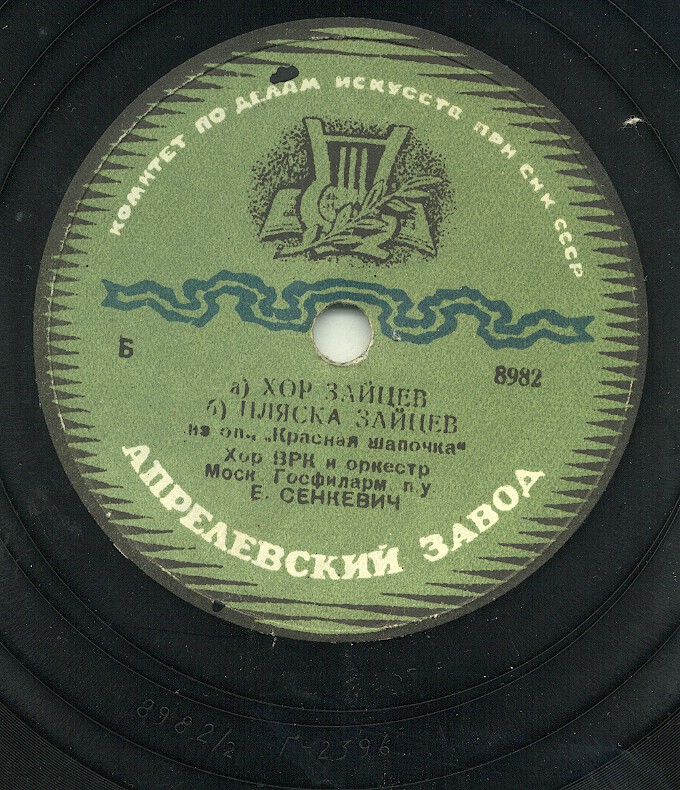 КОМИТЕТ ПО ДЕЛАМ ИСКУССТВ ПРИ СНК СССР
Б
8982
а) ХОР ЗАЙЦЕВ
б) ПЛЯСКА ЗАЙЦЕВ
из оп., „Красная шапочка"
Хор ВРК и оркестр
Моск. Госфиларм. п.у.
Е. СЕНКЕВИЧ
АПРЕЛЕВСКИЙ ЗАВОД
8982/2 Г-2396